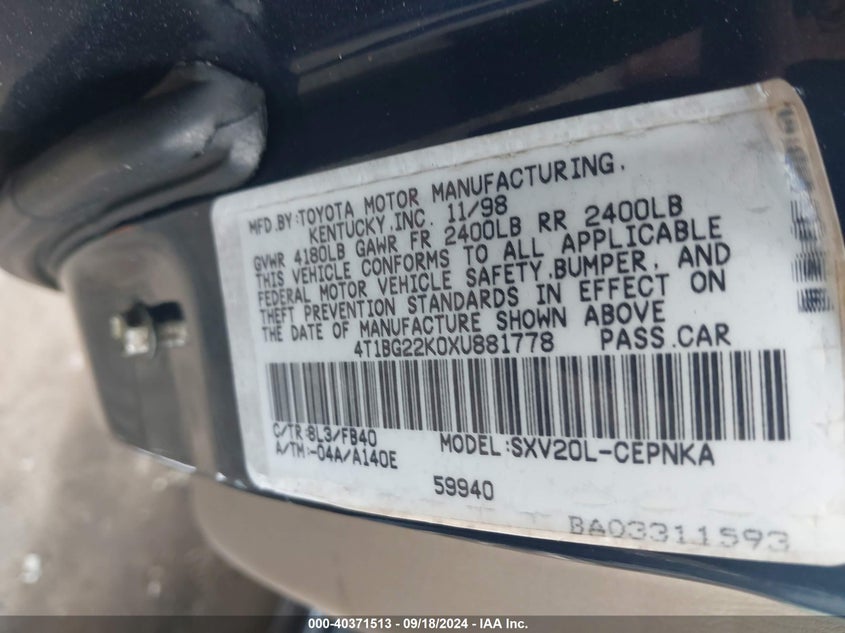 MFD.BY:TOYOTA MOTOR MANUFACTURING,
KENTUCKY,INC. 11/98
GVWR 4180LB GAWR FR 2400LB RR 2400LB
THIS VEHICLE CONFORMS TO ALL APPLICABLE
FEDERAL MOTOR VEHICLE SAFETY,BUMPER, AND
THEFT PREVENTION STANDARDS IN EFFECT ON
THE DATE OF MANUFACTURE SHOWN ABOVE
4T1BG22K0XU881778 PASS.CAR
C/TR:8L3/FB40 MODEL:SXV20L-CEPNKA
A/TM:-04A/A140E
59940
BA03311593
000-40371513 - 09/18/2024 - IAA Inc.